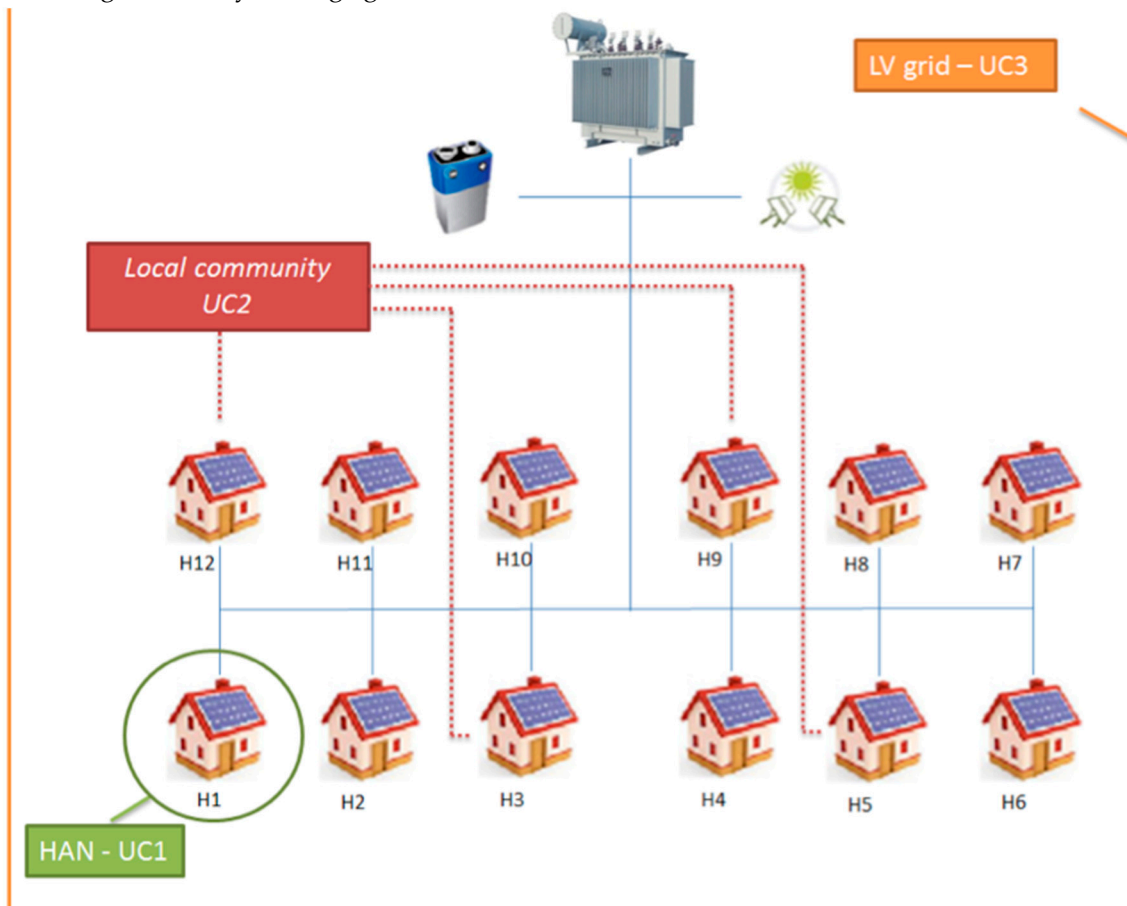 LV grid – UC3
Local community
UC2
H12
H11
H10
H9
H8
H7
H1
H2
H3
H4
H5
H6
HAN - UC1